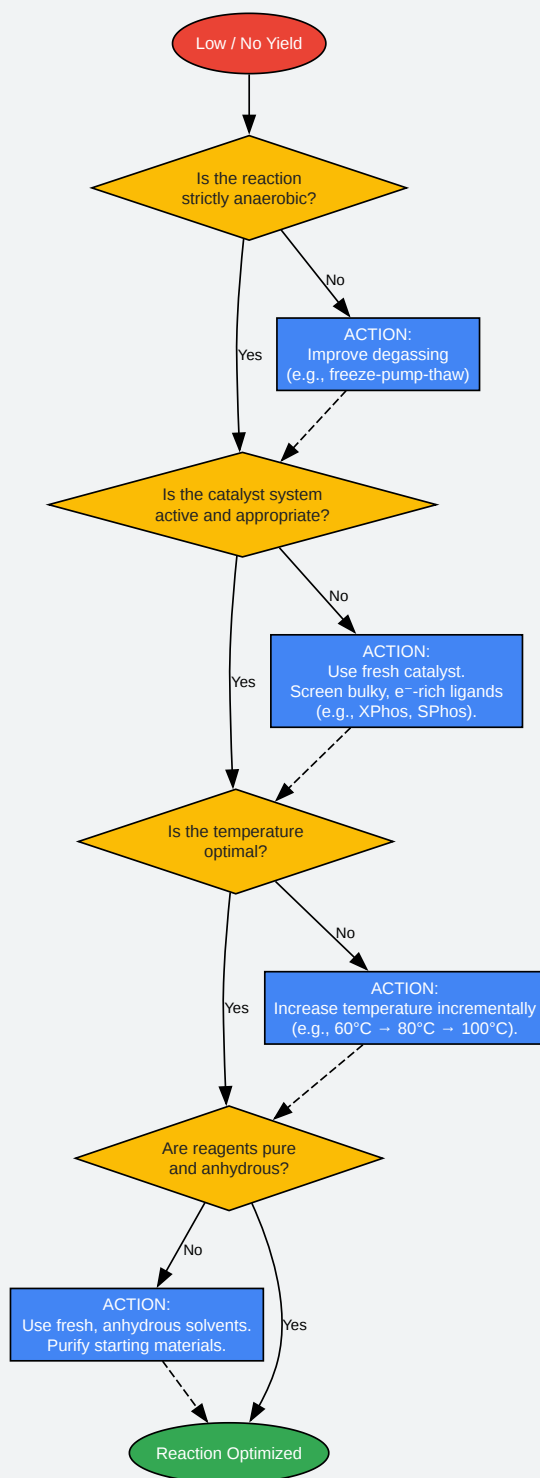 Low / No Yield
Is the reaction
strictly anaerobic?
No
Yes
ACTION:
Improve degassing
(e.g., freeze-pump-thaw)
Is the catalyst system
active and appropriate?
No
Yes
ACTION:
Use fresh catalyst.
Screen bulky, e⁻-rich ligands
(e.g., XPhos, SPhos).
Is the temperature
optimal?
No
Yes
ACTION:
Increase temperature incrementally
(e.g., 60°C → 80°C → 100°C).
Are reagents pure
and anhydrous?
No
Yes
ACTION:
Use fresh, anhydrous solvents.
Purify starting materials.
Reaction Optimized